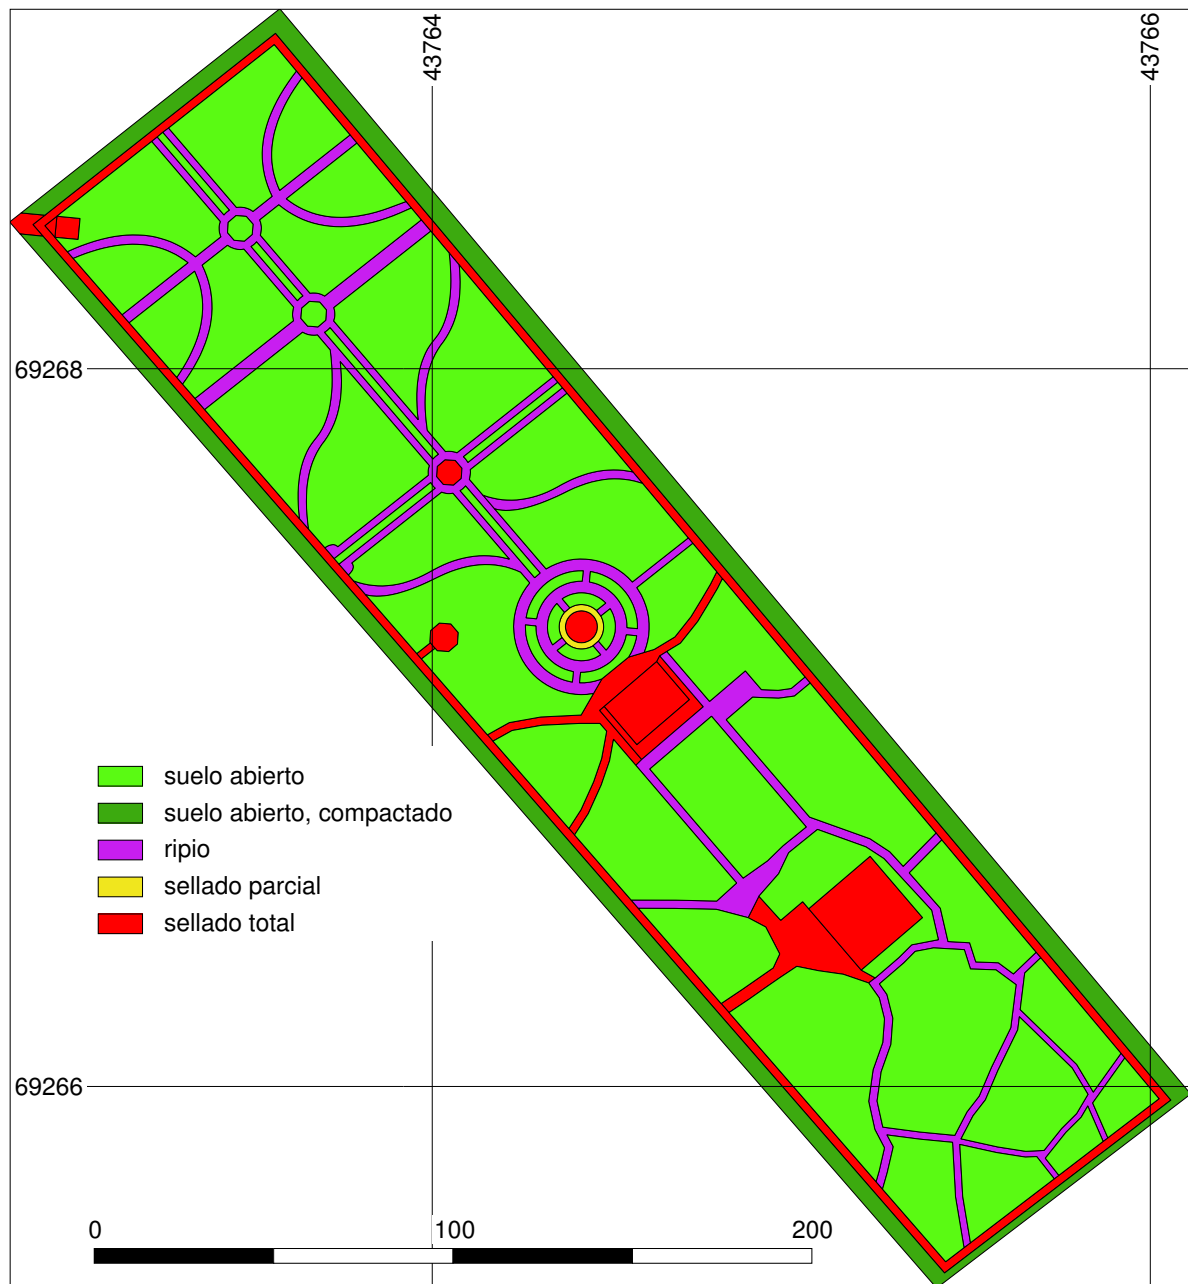 43764
43766
69268
suelo abierto
suelo abierto, compactado
ripio
sellado parcial
sellado total
69266
0 100 200